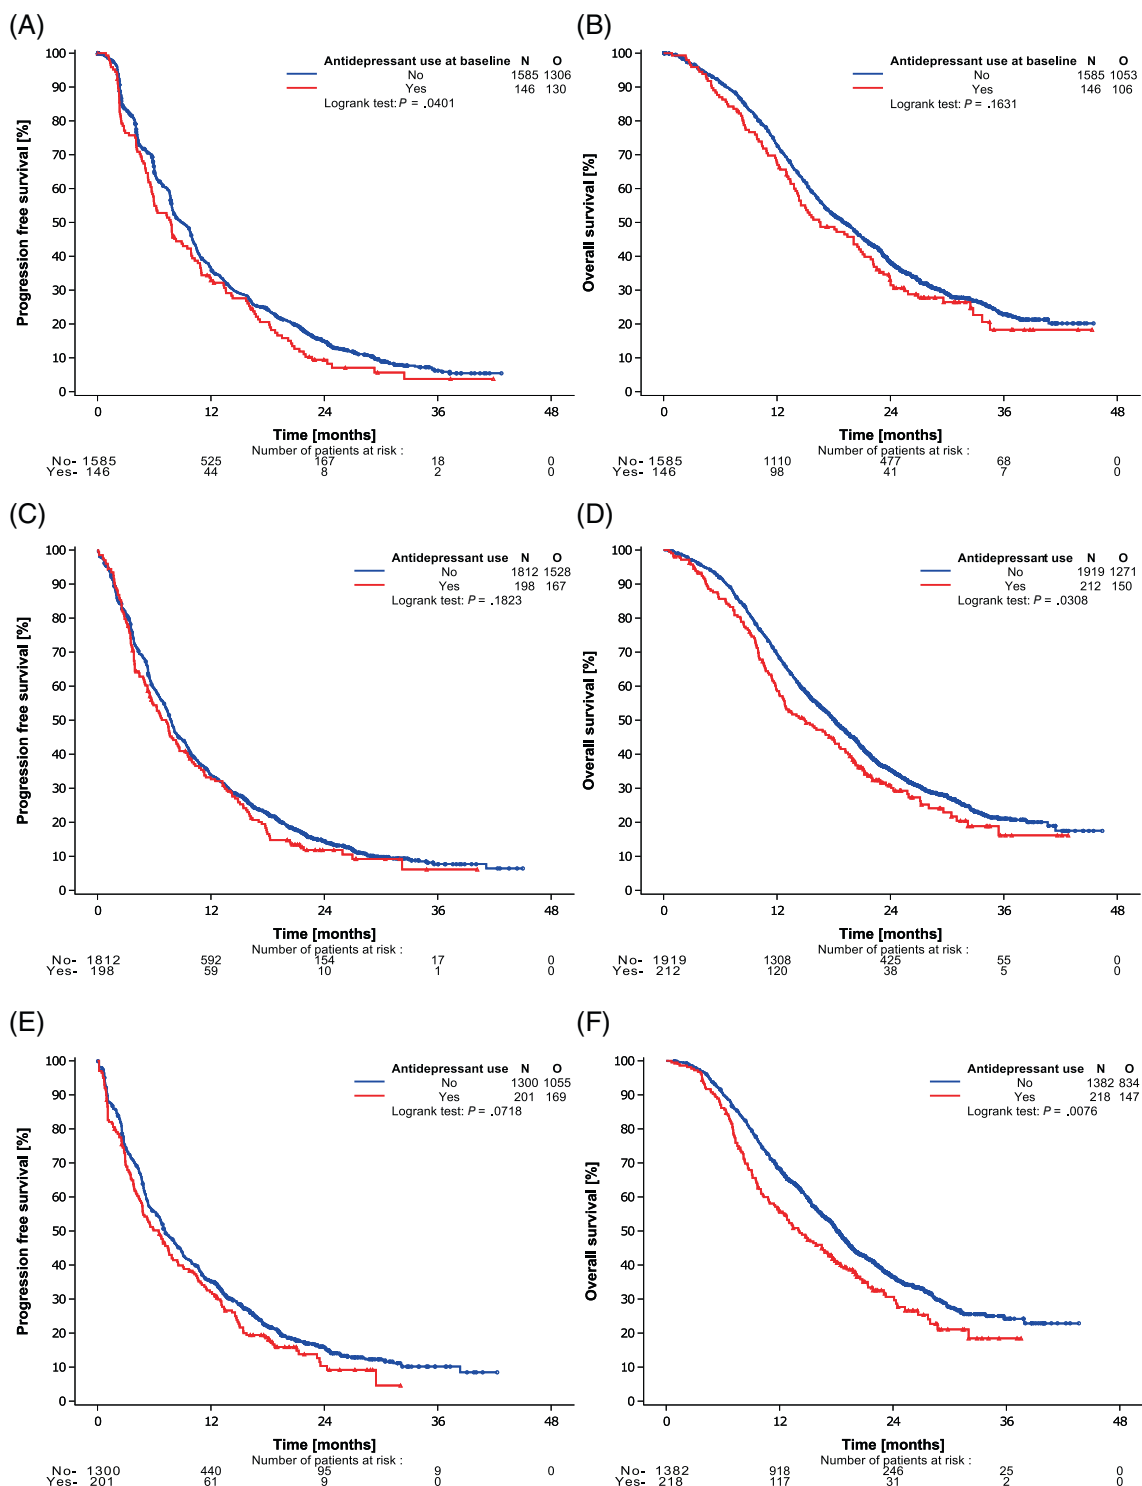 (A)
Antidepressant use at baseline N O
No 1585 1306
Yes 146 130
Logrank test: P = .0401
Progression free survival [%]
100
90
80
70
60
50
40
30
20
10
0
0 12 24 36 48
Time [months]
Number of patients at risk :
No- 1585 525 167 18 0
Yes- 146 44 8 2 0
(B)
Antidepressant use at baseline N O
No 1585 1053
Yes 146 106
Logrank test: P = .1631
Overall survival [%]
100
90
80
70
60
50
40
30
20
10
0
0 12 24 36 48
Time [months]
Number of patients at risk :
No- 1585 1110 477 68 0
Yes- 146 98 41 7 0
(C)
Antidepressant use N O
No 1812 1528
Yes 198 167
Logrank test: P = .1823
Progression free survival [%]
100
90
80
70
60
50
40
30
20
10
0
0 12 24 36 48
Time [months]
Number of patients at risk :
No- 1812 592 154 17 0
Yes- 198 59 10 1 0
(D)
Antidepressant use N O
No 1919 1271
Yes 212 150
Logrank test: P = .0308
Overall survival [%]
100
90
80
70
60
50
40
30
20
10
0
0 12 24 36 48
Time [months]
Number of patients at risk :
No- 1919 1308 425 55 0
Yes- 212 120 38 5 0
(E)
Antidepressant use N O
No 1300 1055
Yes 201 169
Logrank test: P = .0718
Progression free survival [%]
100
90
80
70
60
50
40
30
20
10
0
0 12 24 36 48
Time [months]
Number of patients at risk :
No- 1300 440 95 9 0
Yes- 201 61 9 0
(F)
Antidepressant use N O
No 1382 834
Yes 218 147
Logrank test: P = .0076
Overall survival [%]
100
90
80
70
60
50
40
30
20
10
0
0 12 24 36 48
Time [months]
Number of patients at risk :
No- 1382 918 246 25 0
Yes- 218 117 31 2 0